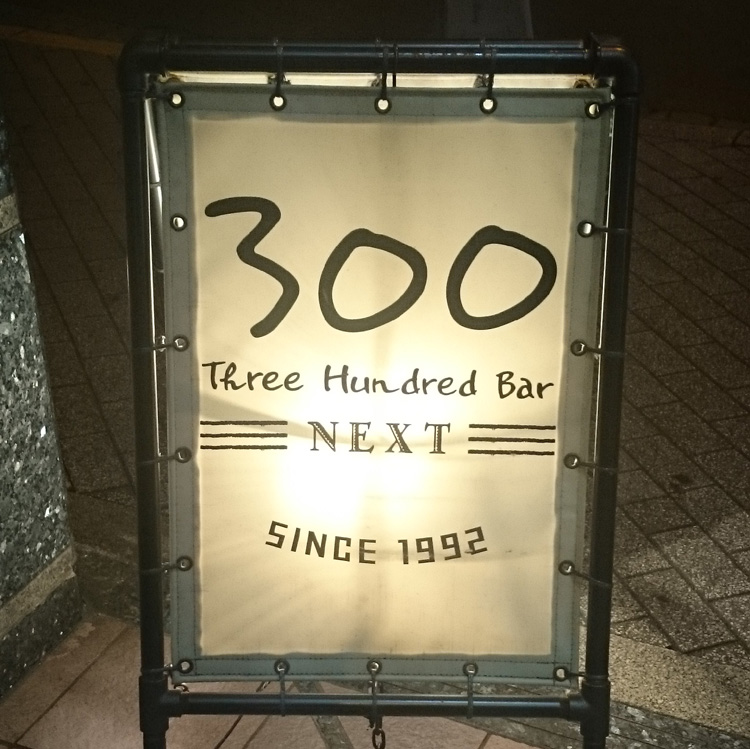 300
Three Hundred Bar
NEXT
SINCE 1992